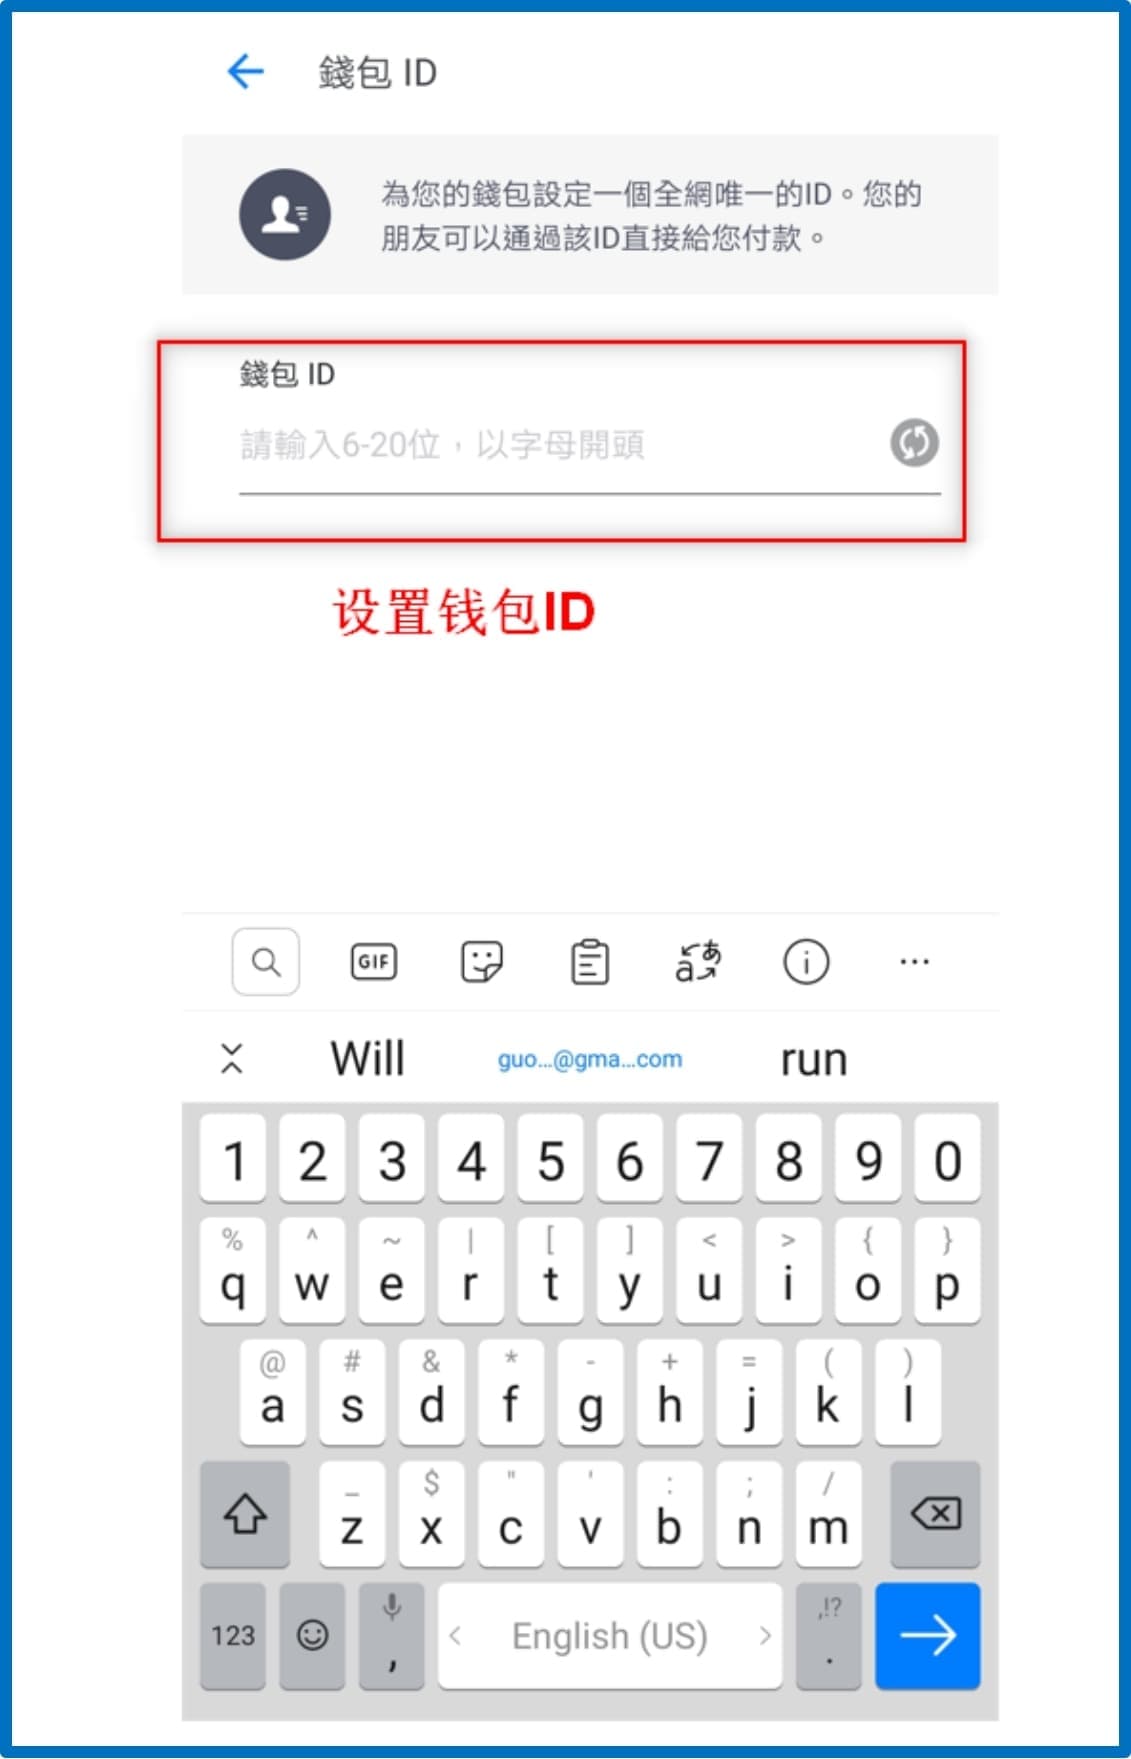 錢包 ID
為您的錢包設定一個全網唯一的ID。您的
朋友可以通過該ID直接給您付款。
錢包 ID
請輸入6-20位，以字母開頭
设置钱包ID
GIF
aあ
Will guo...@gma...com run
1 2 3 4 5 6 7 8 9 0
% ^ ~ | [ ] < > { }
q w e r t y u i o p
@ # & * - + = ( )
a s d f g h j k l
_ $ " ' : ; /
z x c v b n m
,!?
123 , < English (US) > .